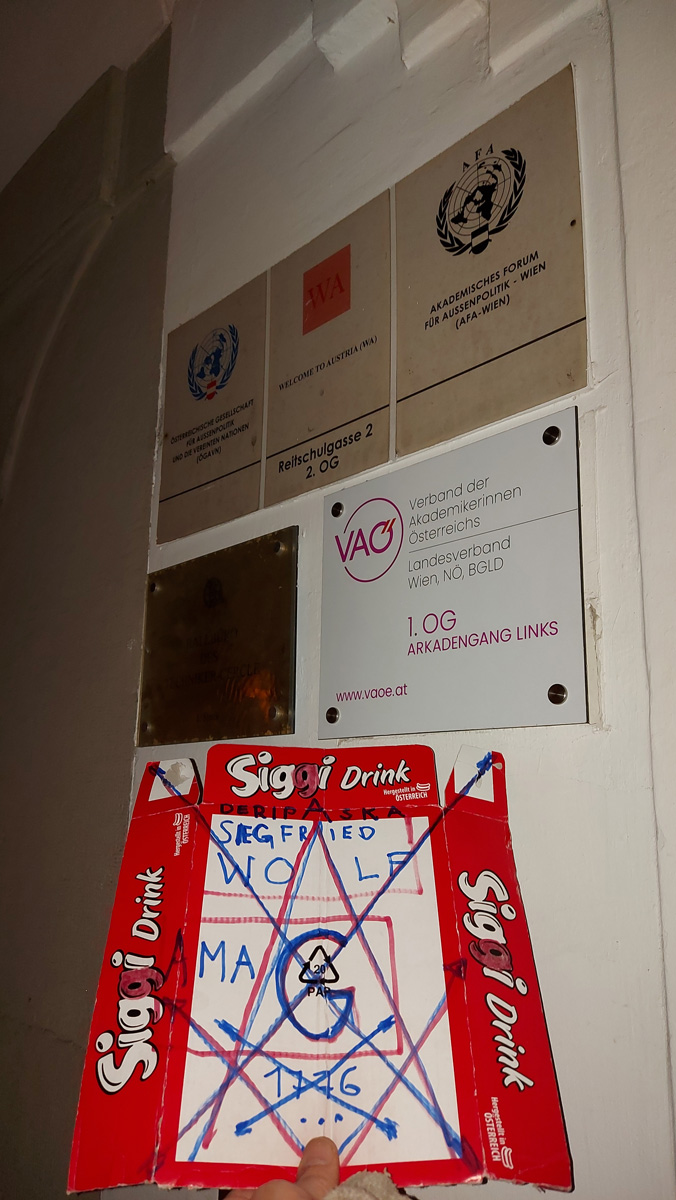 AFA
AKADEMISCHES FORUM
FÜR AUSSENPOLITIK - WIEN
(AFA-WIEN)
WA
WELCOME TO AUSTRIA (WA)
Reitschulgasse 2
2. OG
ÖSTERREICHISCHE GESELLSCHAFT
FÜR AUSSENPOLITIK
UND DIE VEREINTEN NATIONEN
(ÖGAVN)
VAÖ
Verband der
Akademikerinnen
Österreichs
Landesverband
Wien, NÖ, BGLD
1. OG
ARKADENGANG LINKS
www.vaoe.at
Siggi Drink
Hergestellt in
ÖSTERREICH
DERIPASKA
SIEGFRIED
WOLF
MA
G
20
PAP
1776
...
Siggi Drink
Hergestellt in
ÖSTERREICH
Siggi Drink
Hergestellt in
ÖSTERREICH